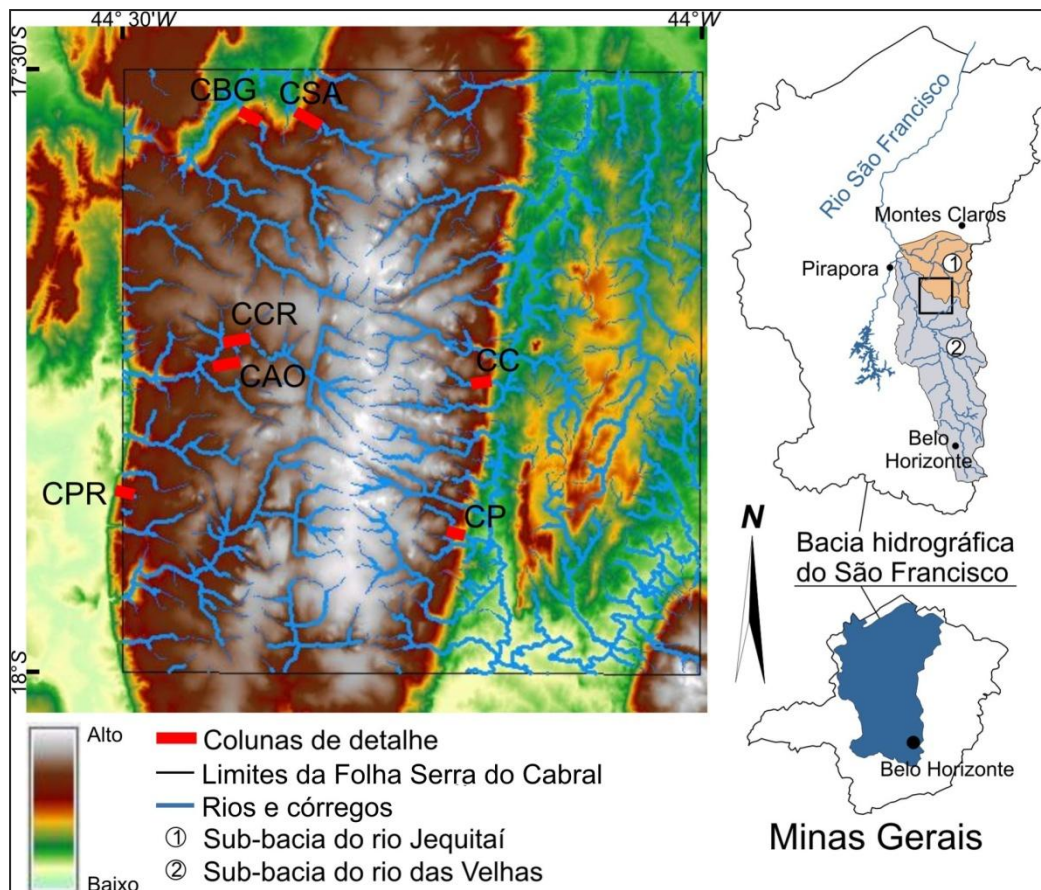 44° 30'W
44°W
17°30'S
18°S
CBG
CSA
CCR
CAO
CC
CPR
CP
Rio São Francisco
Montes Claros
Pirapora
1
2
Belo
Horizonte
N
Bacia hidrográfica
do São Francisco
Belo Horizonte
Minas Gerais
Alto
Baixo
Colunas de detalhe
Limites da Folha Serra do Cabral
Rios e córregos
1 Sub-bacia do rio Jequitaí
2 Sub-bacia do rio das Velhas